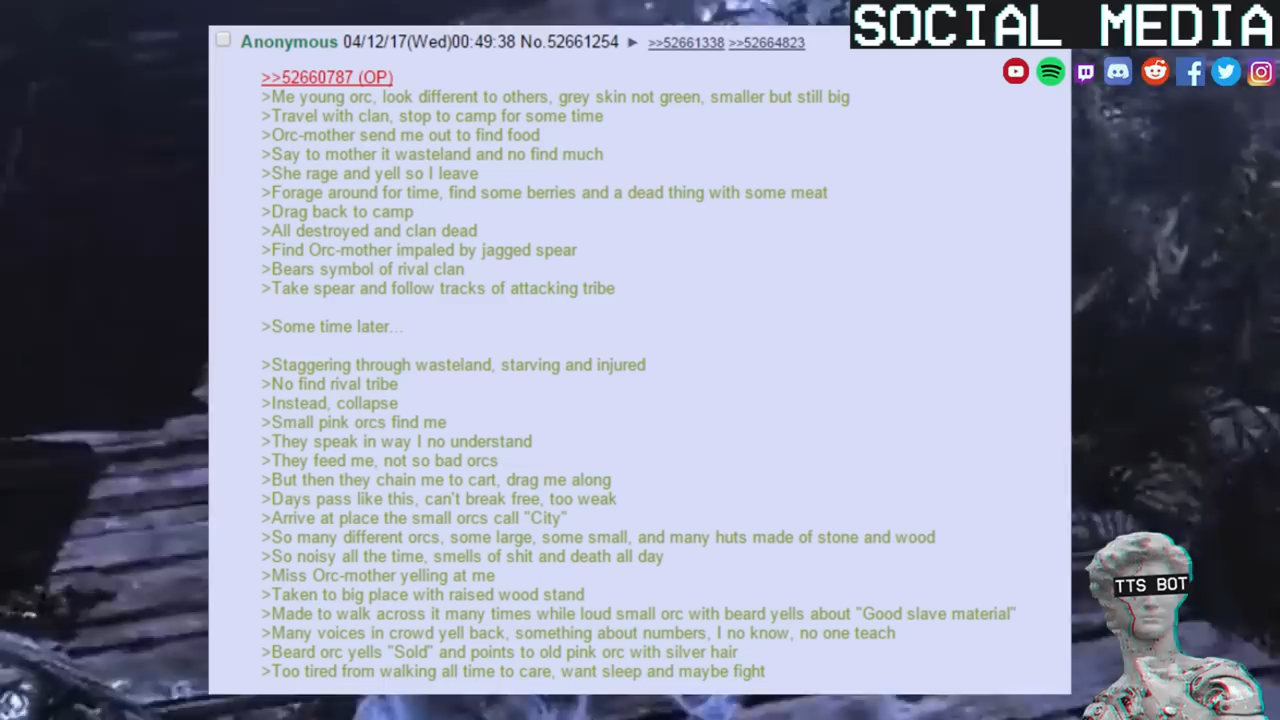 SOCIAL MEDIA
Anonymous 04/12/17(Wed)00:49:38 No.52661254 ► >>52661338 >>52664823
>>52660787 (OP)
>Me young orc, look different to others, grey skin not green, smaller but still big
>Travel with clan, stop to camp for some time
>Orc-mother send me out to find food
>Say to mother it wasteland and no find much
>She rage and yell so I leave
>Forage around for time, find some berries and a dead thing with some meat
>Drag back to camp
>All destroyed and clan dead
>Find Orc-mother impaled by jagged spear
>Bears symbol of rival clan
>Take spear and follow tracks of attacking tribe
>Some time later...
>Staggering through wasteland, starving and injured
>No find rival tribe
>Instead, collapse
>Small pink orcs find me
>They speak in way I no understand
>They feed me, not so bad orcs
>But then they chain me to cart, drag me along
>Days pass like this, can't break free, too weak
>Arrive at place the small orcs call "City"
>So many different orcs, some large, some small, and many huts made of stone and wood
>So noisy all the time, smells of shit and death all day
>Miss Orc-mother yelling at me
>Taken to big place with raised wood stand
>Made to walk across it many times while loud small orc with beard yells about "Good slave material"
>Many voices in crowd yell back, something about numbers, I no know, no one teach
>Beard orc yells "Sold" and points to old pink orc with silver hair
>Too tired from walking all time to care, want sleep and maybe fight
TTS BOT